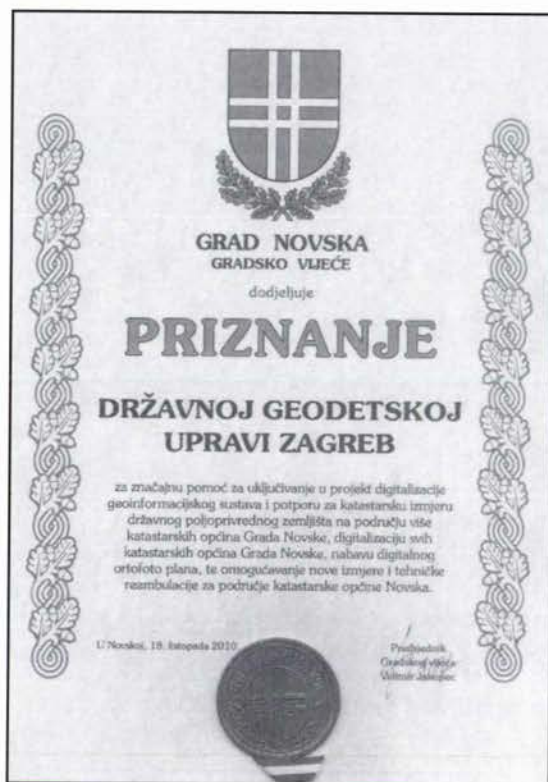 GRAD NOVSKA
GRADSKO VIJEĆE
dodjeljuje
PRIZNANJE
DRŽAVNOJ GEODETSKOJ
UPRAVI ZAGREB
za značajnu pomoć za uključivanje u projekt digitalizacije
geoinformacijskog sustava i potporu za katastarsku izmjeru
državnog poljoprivrednog zemljišta na području više
katastarskih općina Grada Novske, digitalizaciju svih
katastarskih općina Grada Novske, nabavu digitalnog
ortofoto plana, te omogućavanje nove izmjere i tehničke
reambulacije za područje katastarske općine Novska.
U Novskoj, 18. listopada 2010.
Predsjednik
Gradskog vijeća